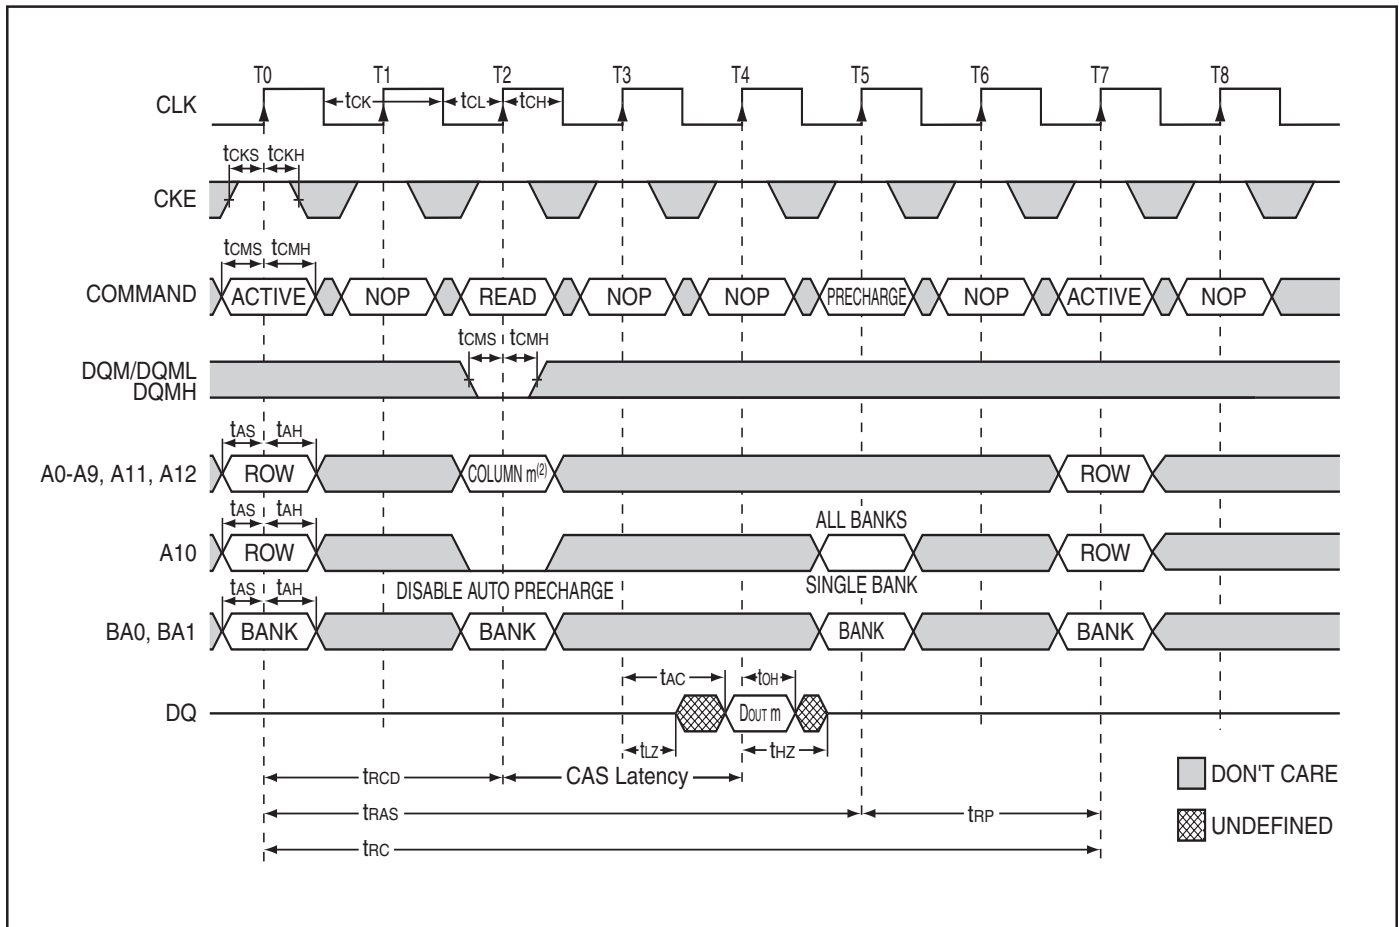 T0 T1 T2 T3 T4 T5 T6 T7 T8
CLK tCK tCL tCH
tCKS tCKH
CKE
tCMS tCMH
COMMAND ACTIVE NOP READ NOP NOP PRECHARGE NOP ACTIVE NOP
tCMS tCMH
DQM/DQML
DQMH
tAS tAH
A0-A9, A11, A12 ROW COLUMN m(2) ROW
tAS tAH ALL BANKS
A10 ROW ROW
DISABLE AUTO PRECHARGE SINGLE BANK
tAS tAH
BA0, BA1 BANK BANK BANK BANK
tAC tOH
DQ DOUT m
tLZ tHZ
tRCD CAS Latency
DON'T CARE
tRAS tRP
UNDEFINED
tRC